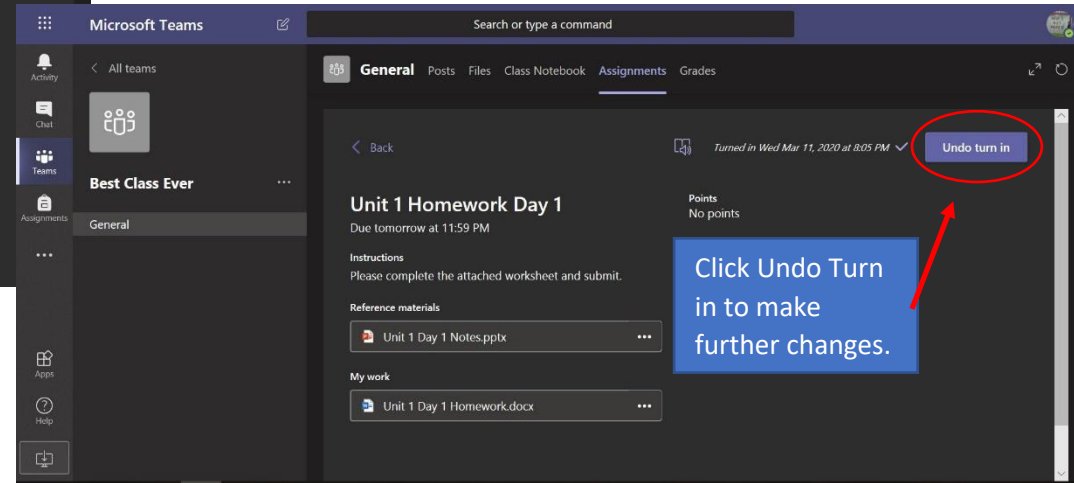 Microsoft Teams
Search or type a command
Activity
Chat
Teams
Assignments
Apps
Help
All teams
Best Class Ever
General
General Posts Files Class Notebook Assignments Grades
Back
Turned in Wed Mar 11, 2020 at 8:05 PM
Undo turn in
Unit 1 Homework Day 1
Due tomorrow at 11:59 PM
Points
No points
Instructions
Please complete the attached worksheet and submit.
Reference materials
Unit 1 Day 1 Notes.pptx
My work
Unit 1 Day 1 Homework.docx
Click Undo Turn
in to make
further changes.